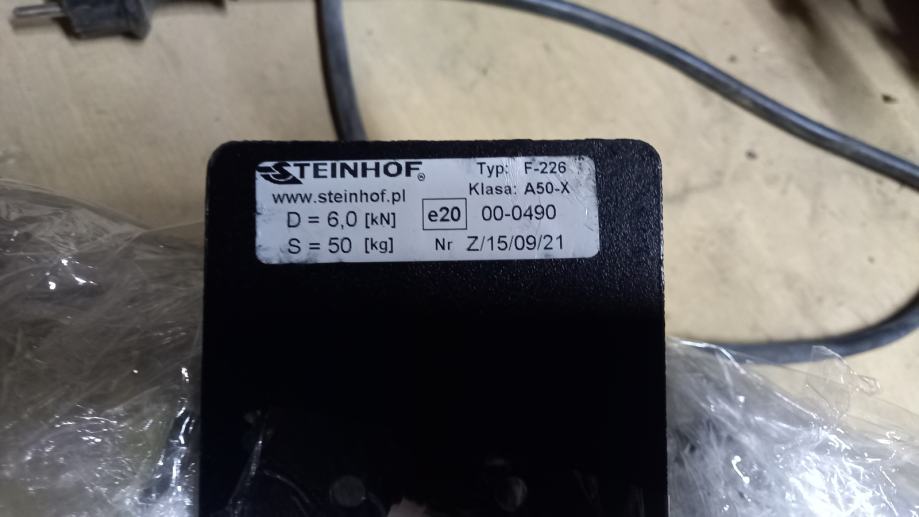 STEINHOF® Typ: F-226
www.steinhof.pl Klasa: A50-X
D = 6,0 [kN] e20 00-0490
S = 50 [kg] Nr Z/15/09/21